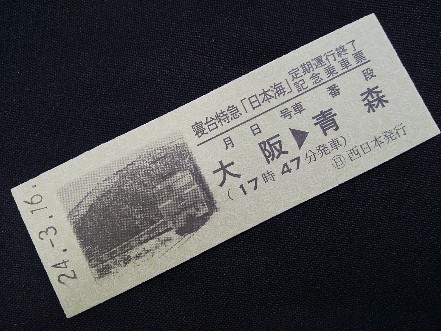 寝台特急「日本海」定期運行終了
記念乗車票
月 日 号車 番 段
大阪▶青森
(17時47分発車)
㊐西日本発行
24.-3.16.